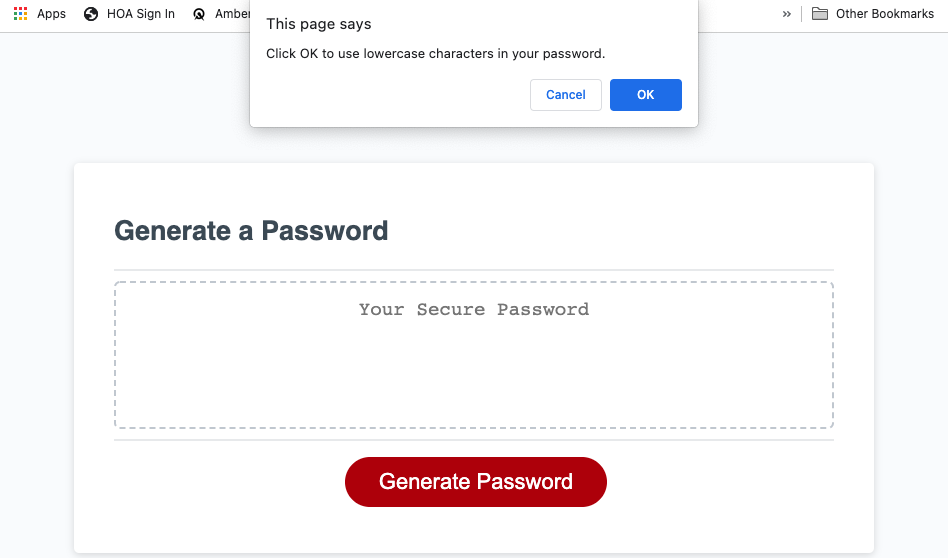 Apps HOA Sign In Amber » Other Bookmarks
This page says
Click OK to use lowercase characters in your password.
Cancel OK
Generate a Password
Your Secure Password
Generate Password